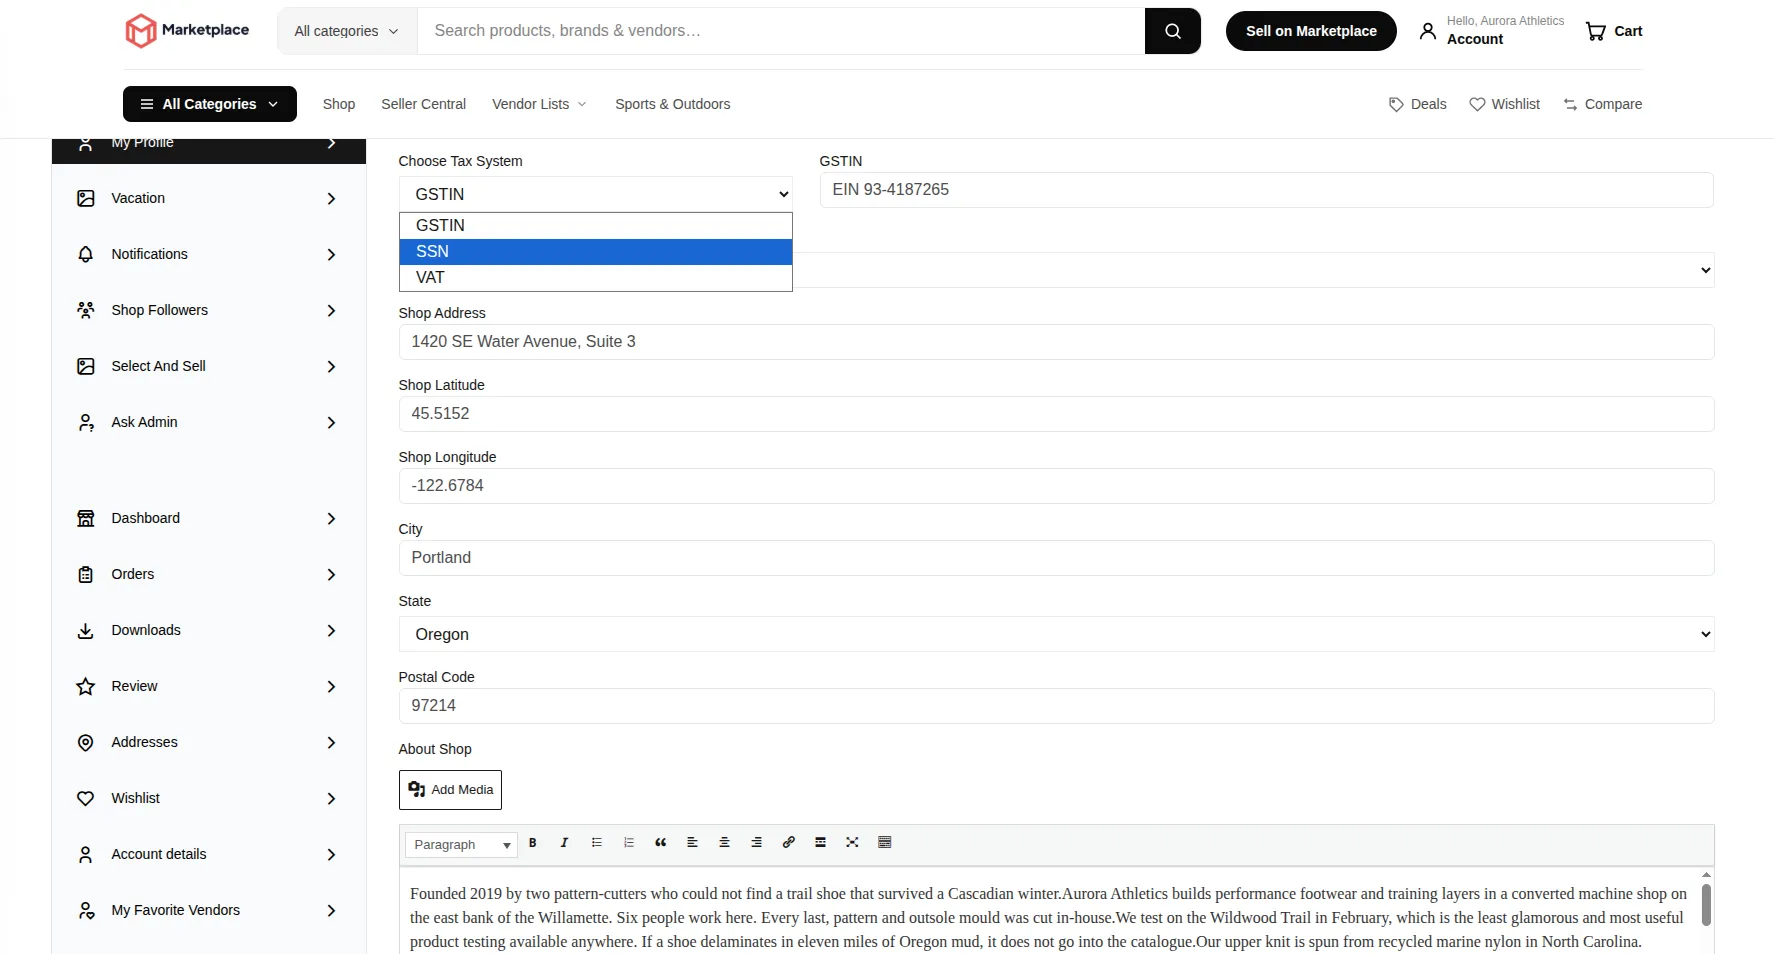 Marketplace
All categories
Search products, brands & vendors…
Sell on Marketplace
Hello, Aurora Athletics
Account
Cart
All Categories
Shop
Seller Central
Vendor Lists
Sports & Outdoors
Deals
Wishlist
Compare
My Profile
Vacation
Notifications
Shop Followers
Select And Sell
Ask Admin
Dashboard
Orders
Downloads
Review
Addresses
Wishlist
Account details
My Favorite Vendors
Choose Tax System
GSTIN
GSTIN
SSN
VAT
GSTIN
EIN 93-4187265
Shop Address
1420 SE Water Avenue, Suite 3
Shop Latitude
45.5152
Shop Longitude
-122.6784
City
Portland
State
Oregon
Postal Code
97214
About Shop
Add Media
Paragraph
Founded 2019 by two pattern-cutters who could not find a trail shoe that survived a Cascadian winter.Aurora Athletics builds performance footwear and training layers in a converted machine shop on
the east bank of the Willamette. Six people work here. Every last, pattern and outsole mould was cut in-house.We test on the Wildwood Trail in February, which is the least glamorous and most useful
product testing available anywhere. If a shoe delaminates in eleven miles of Oregon mud, it does not go into the catalogue.Our upper knit is spun from recycled marine nylon in North Carolina.